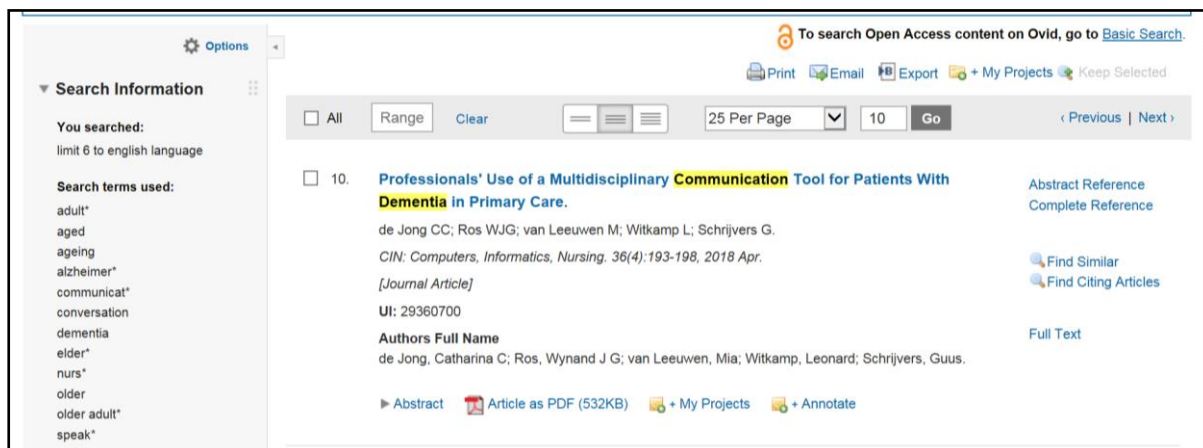 To search Open Access content on Ovid, go to Basic Search.
Options
Print Email Export + My Projects Keep Selected
Search Information
You searched:
limit 6 to english language
Search terms used:
adult*
aged
ageing
alzheimer*
communicat*
conversation
dementia
elder*
nurs*
older
older adult*
speak*
All Range Clear 25 Per Page 10 Go ‹ Previous | Next ›
10. Professionals' Use of a Multidisciplinary Communication Tool for Patients With
Dementia in Primary Care.
de Jong CC; Ros WJG; van Leeuwen M; Witkamp L; Schrijvers G.
CIN: Computers, Informatics, Nursing. 36(4):193-198, 2018 Apr.
[Journal Article]
UI: 29360700
Authors Full Name
de Jong, Catharina C; Ros, Wynand J G; van Leeuwen, Mia; Witkamp, Leonard; Schrijvers, Guus.
Abstract Article as PDF (532KB) + My Projects + Annotate
Abstract Reference
Complete Reference
Find Similar
Find Citing Articles
Full Text